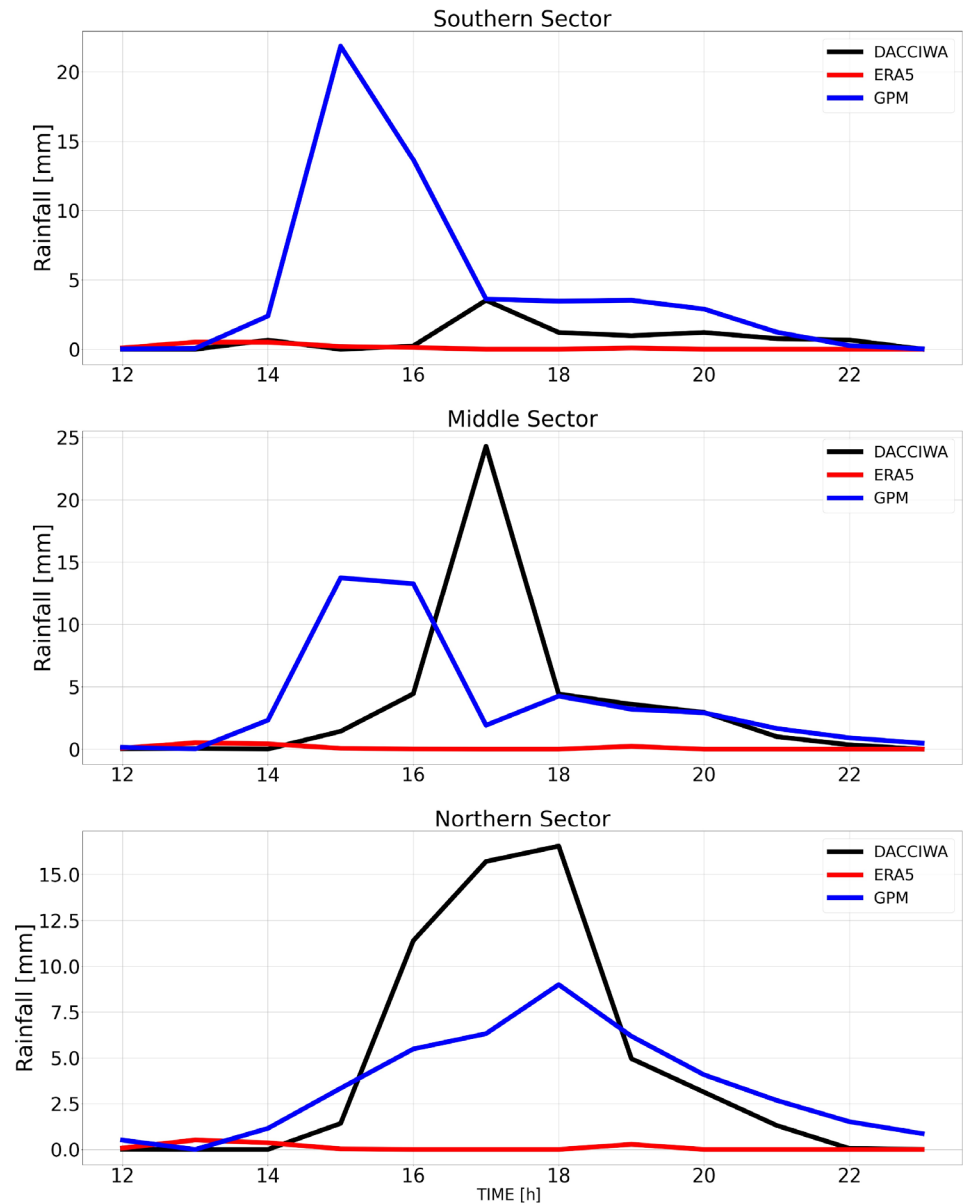 Southern Sector
DACCIWA
ERA5
GPM
Rainfall [mm]
20
15
10
5
0
12 14 16 18 20 22
Middle Sector
DACCIWA
ERA5
GPM
Rainfall [mm]
25
20
15
10
5
0
12 14 16 18 20 22
Northern Sector
DACCIWA
ERA5
GPM
Rainfall [mm]
15.0
12.5
10.0
7.5
5.0
2.5
0.0
12 14 16 18 20 22
TIME [h]